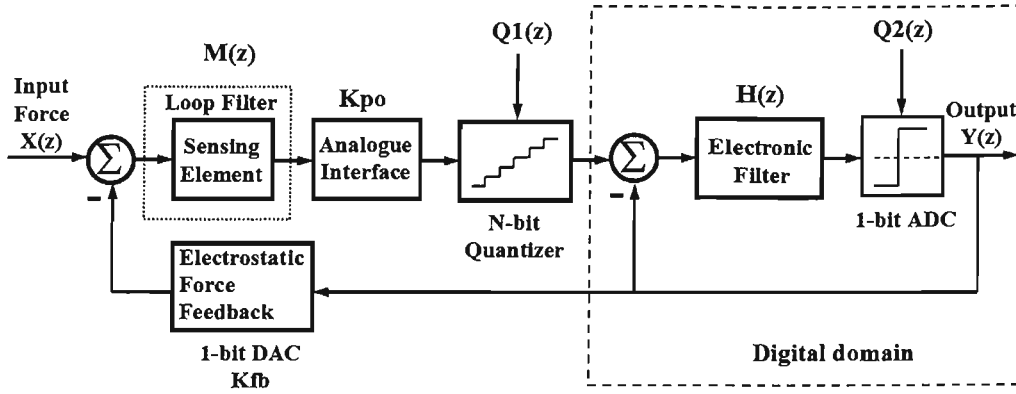 Q1(z)
Q2(z)
M(z)
Input
Force
X(z)
Loop Filter
Sensing
Element
Kpo
Analogue
Interface
H(z)
Electronic
Filter
Output
Y(z)
Σ
Σ
N-bit
Quantizer
1-bit ADC
Electrostatic
Force
Feedback
1-bit DAC
Kfb
Digital domain